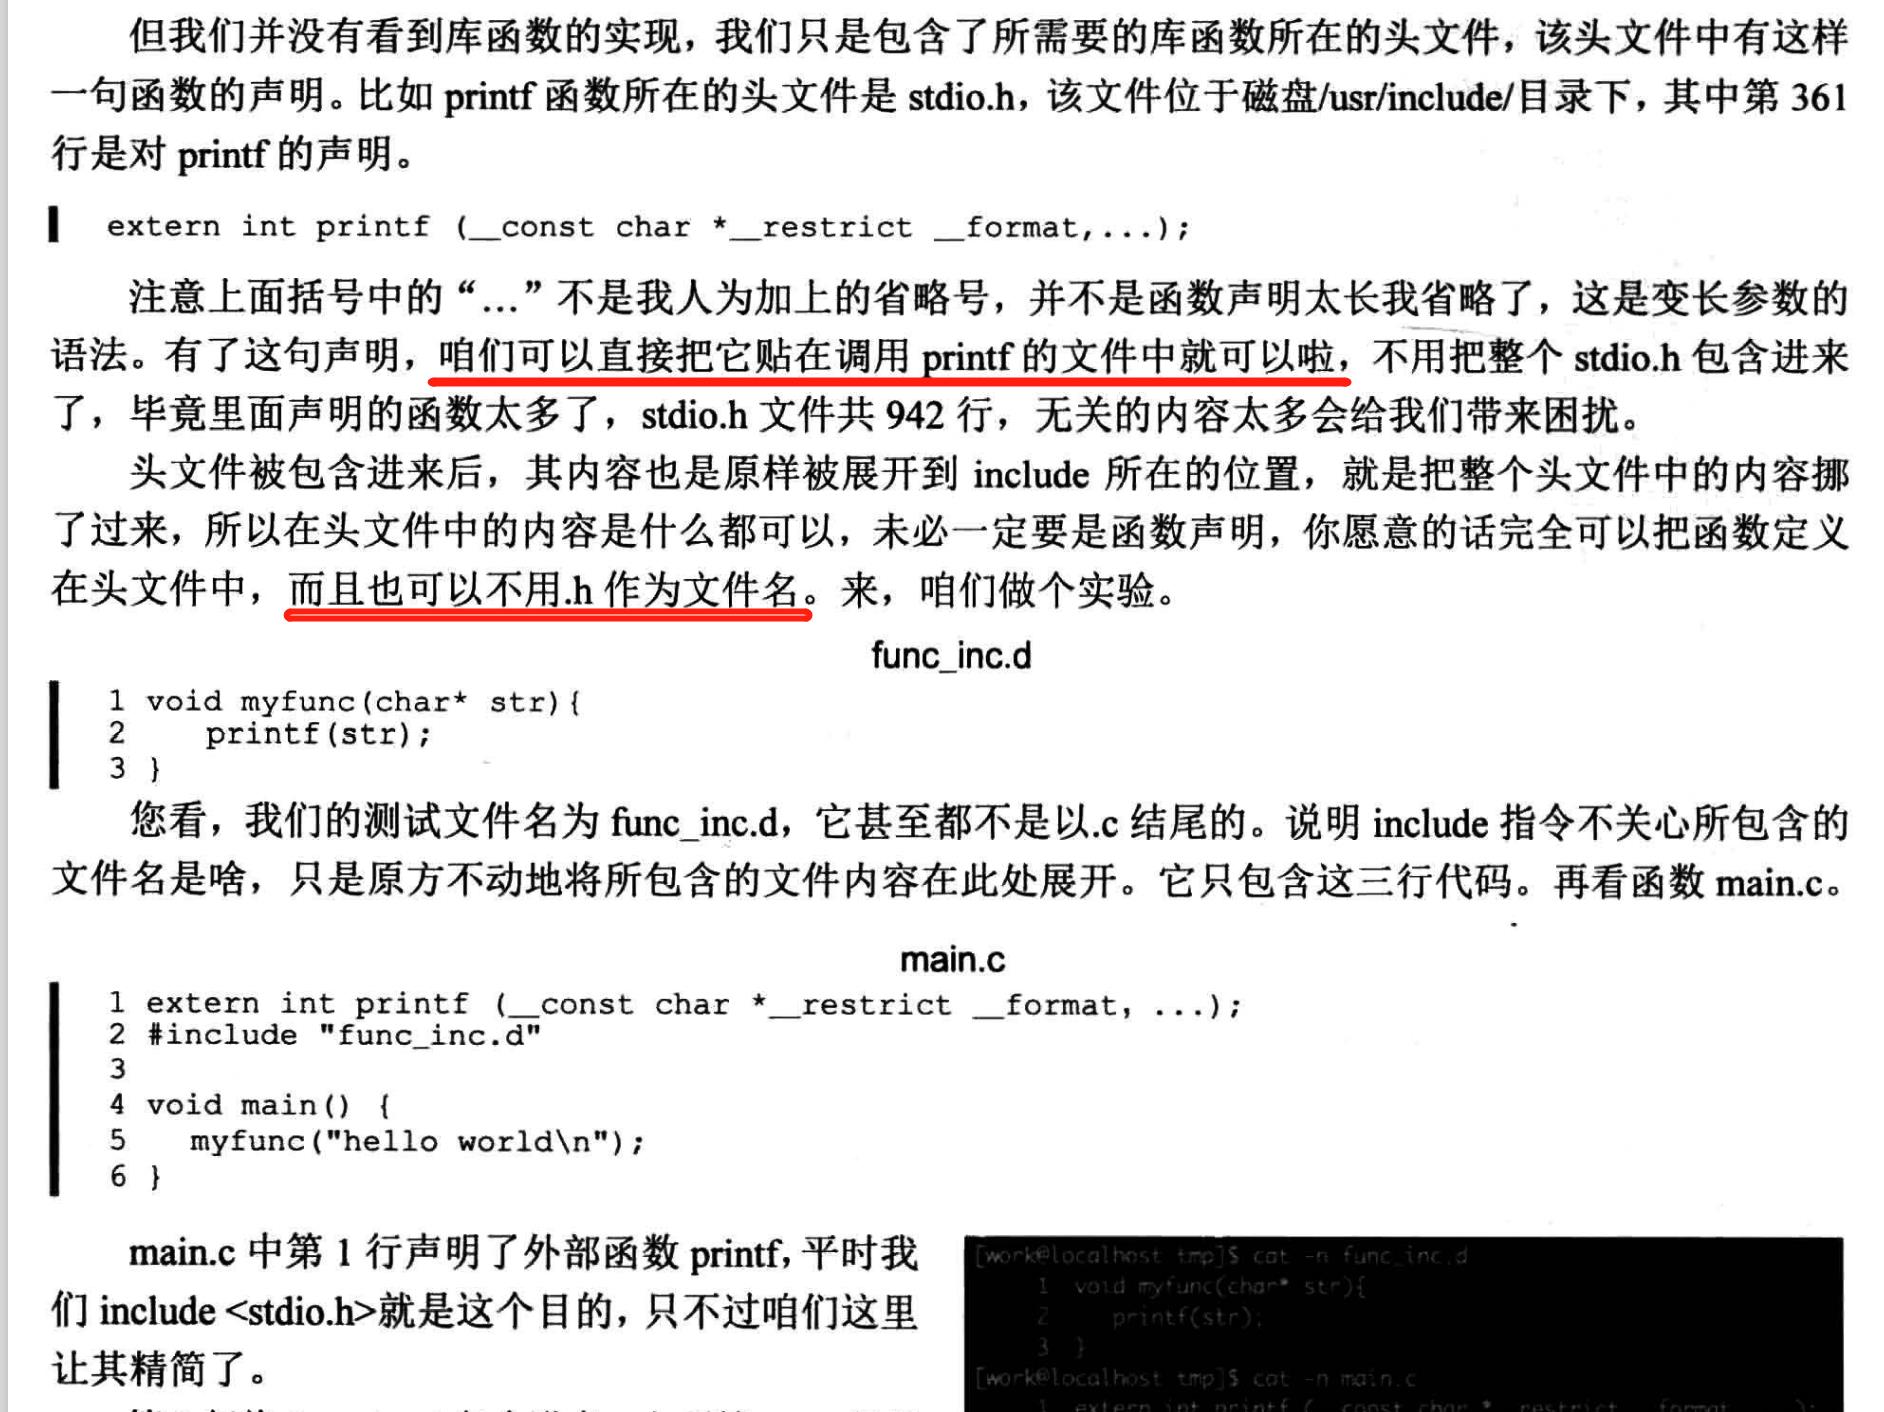 但我们并没有看到库函数的实现，我们只是包含了所需要的库函数所在的头文件，该头文件中有这样
一句函数的声明。比如 printf 函数所在的头文件是 stdio.h，该文件位于磁盘/usr/include/目录下，其中第 361
行是对 printf 的声明。
extern int printf (__const char *__restrict __format,...);
注意上面括号中的“…”不是我人为加上的省略号，并不是函数声明太长我省略了，这是变长参数的
语法。有了这句声明，咱们可以直接把它贴在调用 printf 的文件中就可以啦，不用把整个 stdio.h 包含进来
了，毕竟里面声明的函数太多了，stdio.h 文件共 942 行，无关的内容太多会给我们带来困扰。
头文件被包含进来后，其内容也是原样被展开到 include 所在的位置，就是把整个头文件中的内容挪
了过来，所以在头文件中的内容是什么都可以，未必一定要是函数声明，你愿意的话完全可以把函数定义
在头文件中，而且也可以不用.h 作为文件名。来，咱们做个实验。
func_inc.d
1 void myfunc(char* str){
2    printf(str);
3 }
您看，我们的测试文件名为 func_inc.d，它甚至都不是以.c 结尾的。说明 include 指令不关心所包含的
文件名是啥，只是原方不动地将所包含的文件内容在此处展开。它只包含这三行代码。再看函数 main.c。
main.c
1 extern int printf (__const char *__restrict __format, ...);
2 #include "func_inc.d"
3
4 void main() {
5   myfunc("hello world\n");
6 }
main.c 中第 1 行声明了外部函数 printf，平时我
们 include <stdio.h>就是这个目的，只不过咱们这里
让其精简了。
[work@localhost tmp]$ cat -n func_inc.d
1 void myfunc(char* str){
2    printf(str);
3 }
[work@localhost tmp]$ cat -n main.c